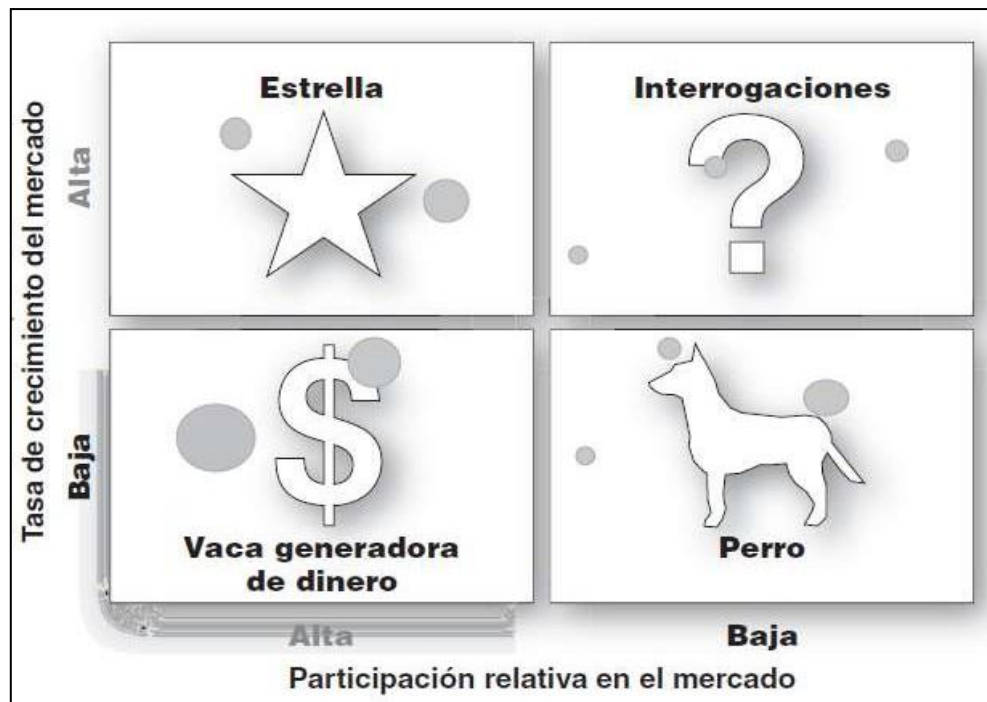 Estrella
Interrogaciones
Tasa de crecimiento del mercado
Alta
Baja
Vaca generadora
de dinero
Perro
Alta
Baja
Participación relativa en el mercado